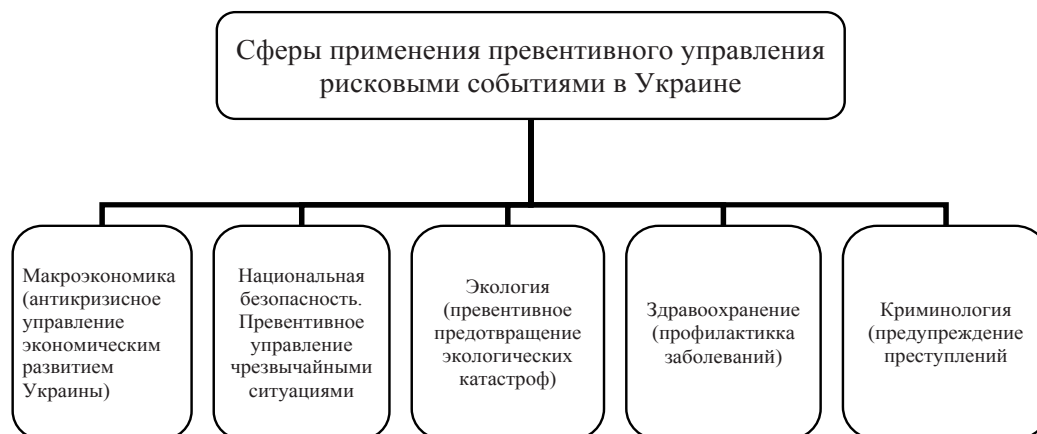 Сферы применения превентивного управления
рисковыми событиями в Украине
Макроэкономика
(антикризисное
управление
экономическим
развитием
Украины)
Национальная
безопасность.
Превентивное
управление
чрезвычайными
ситуациями
Экология
(превентивное
предотвращение
экологических
катастроф)
Здравоохранение
(профилактикка
заболеваний)
Криминология
(предупреждение
преступлений